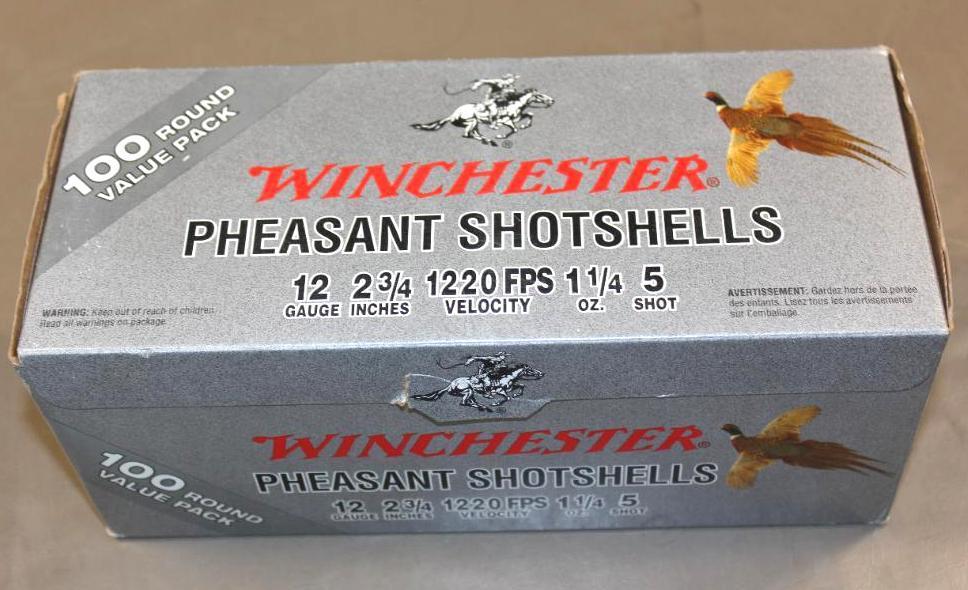 100 ROUND
VALUE PACK
WINCHESTER®
PHEASANT SHOTSHELLS
12 2 3/4 1220 FPS 1 1/4 5
GAUGE INCHES VELOCITY OZ. SHOT
WARNING: Keep out of reach of children.
Read all warnings on package.
AVERTISSEMENT: Gardez hors de la portée
des enfants. Lisez tous les avertissements
sur l'emballage.
WINCHESTER®
PHEASANT SHOTSHELLS
100 ROUND
VALUE PACK
12 2 3/4 1220 FPS 1 1/4 5
GAUGE INCHES VELOCITY OZ. SHOT